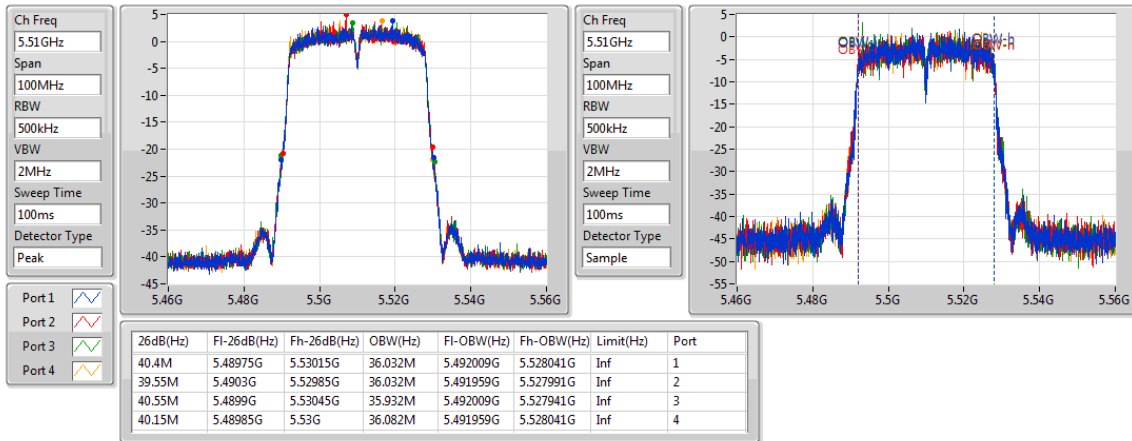 Ch Freq
5.51GHz
Span
100MHz
RBW
500kHz
VBW
2MHz
Sweep Time
100ms
Detector Type
Peak
5
0
-5
-10
-15
-20
-25
-30
-35
-40
-45
5.46G 5.48G 5.5G 5.52G 5.54G 5.56G
Ch Freq
5.51GHz
Span
100MHz
RBW
500kHz
VBW
2MHz
Sweep Time
100ms
Detector Type
Sample
5
0
-5
-10
-15
-20
-25
-30
-35
-40
-45
-50
-55
OBW-h
5.46G 5.48G 5.5G 5.52G 5.54G 5.56G
Port 1
Port 2
Port 3
Port 4
26dB(Hz) Fl-26dB(Hz) Fh-26dB(Hz) OBW(Hz) Fl-OBW(Hz) Fh-OBW(Hz) Limit(Hz) Port
40.4M 5.48975G 5.53015G 36.032M 5.492009G 5.528041G Inf 1
39.55M 5.4903G 5.52985G 36.032M 5.491959G 5.527991G Inf 2
40.55M 5.4899G 5.53045G 35.932M 5.492009G 5.527941G Inf 3
40.15M 5.48985G 5.53G 36.082M 5.491959G 5.528041G Inf 4